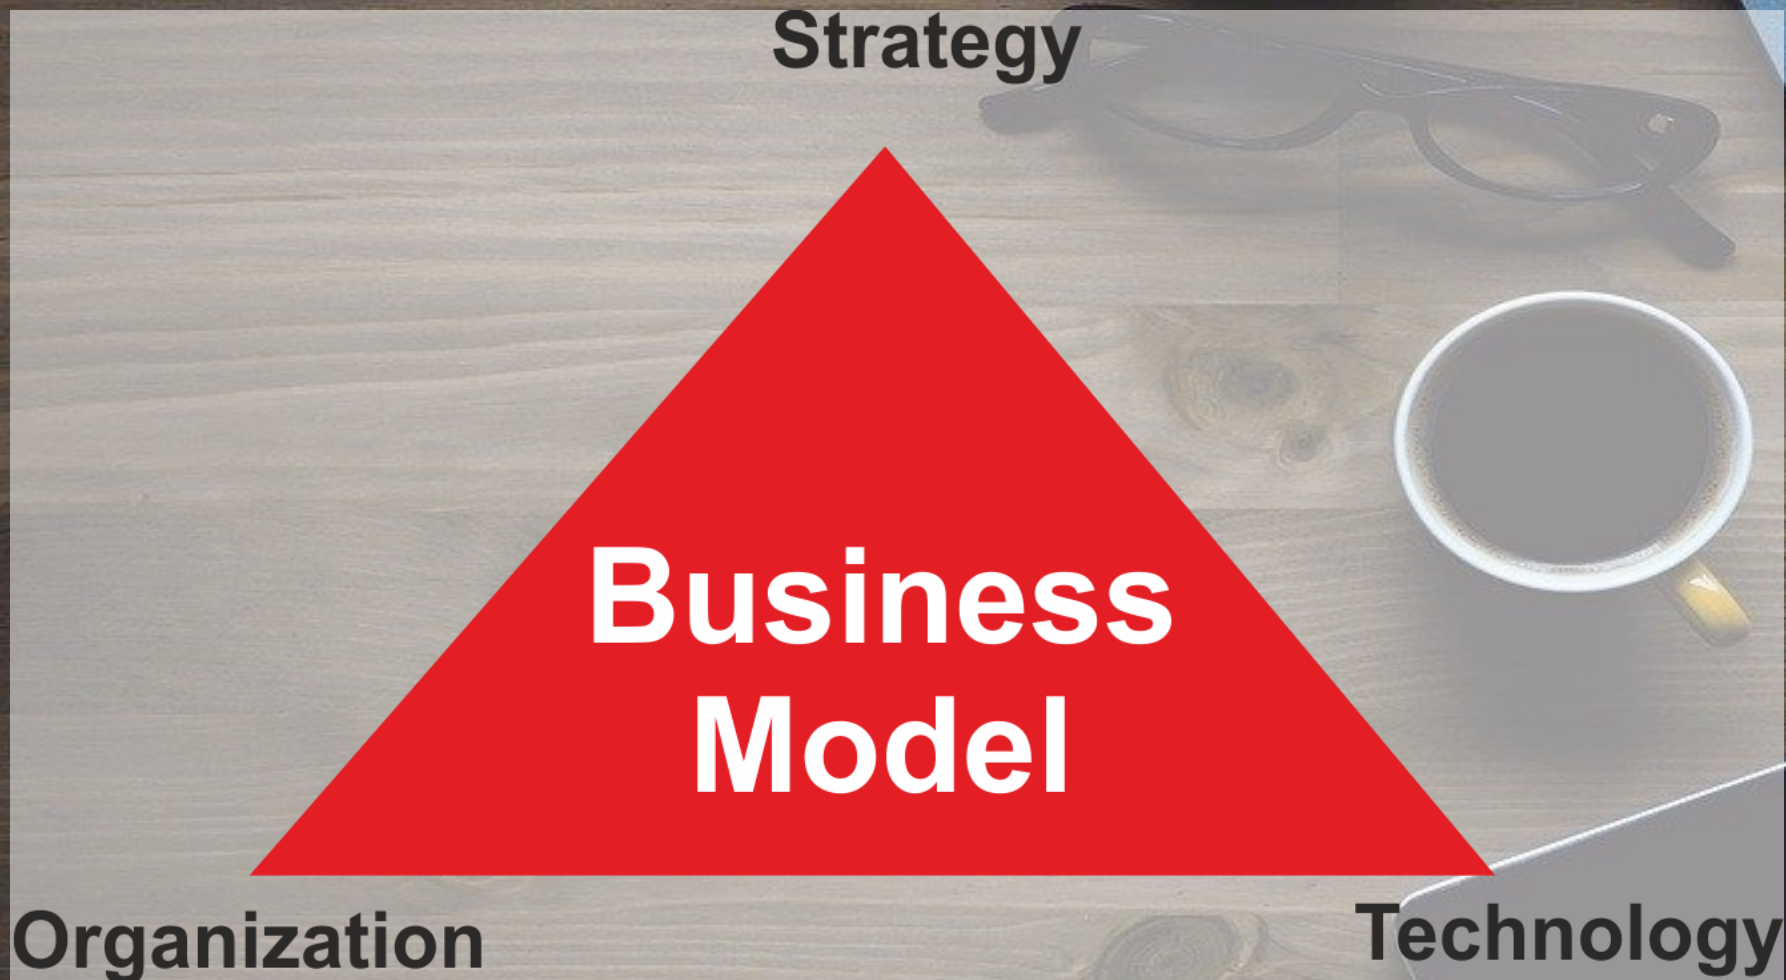 Strategy
Business
Model
Organization
Technology